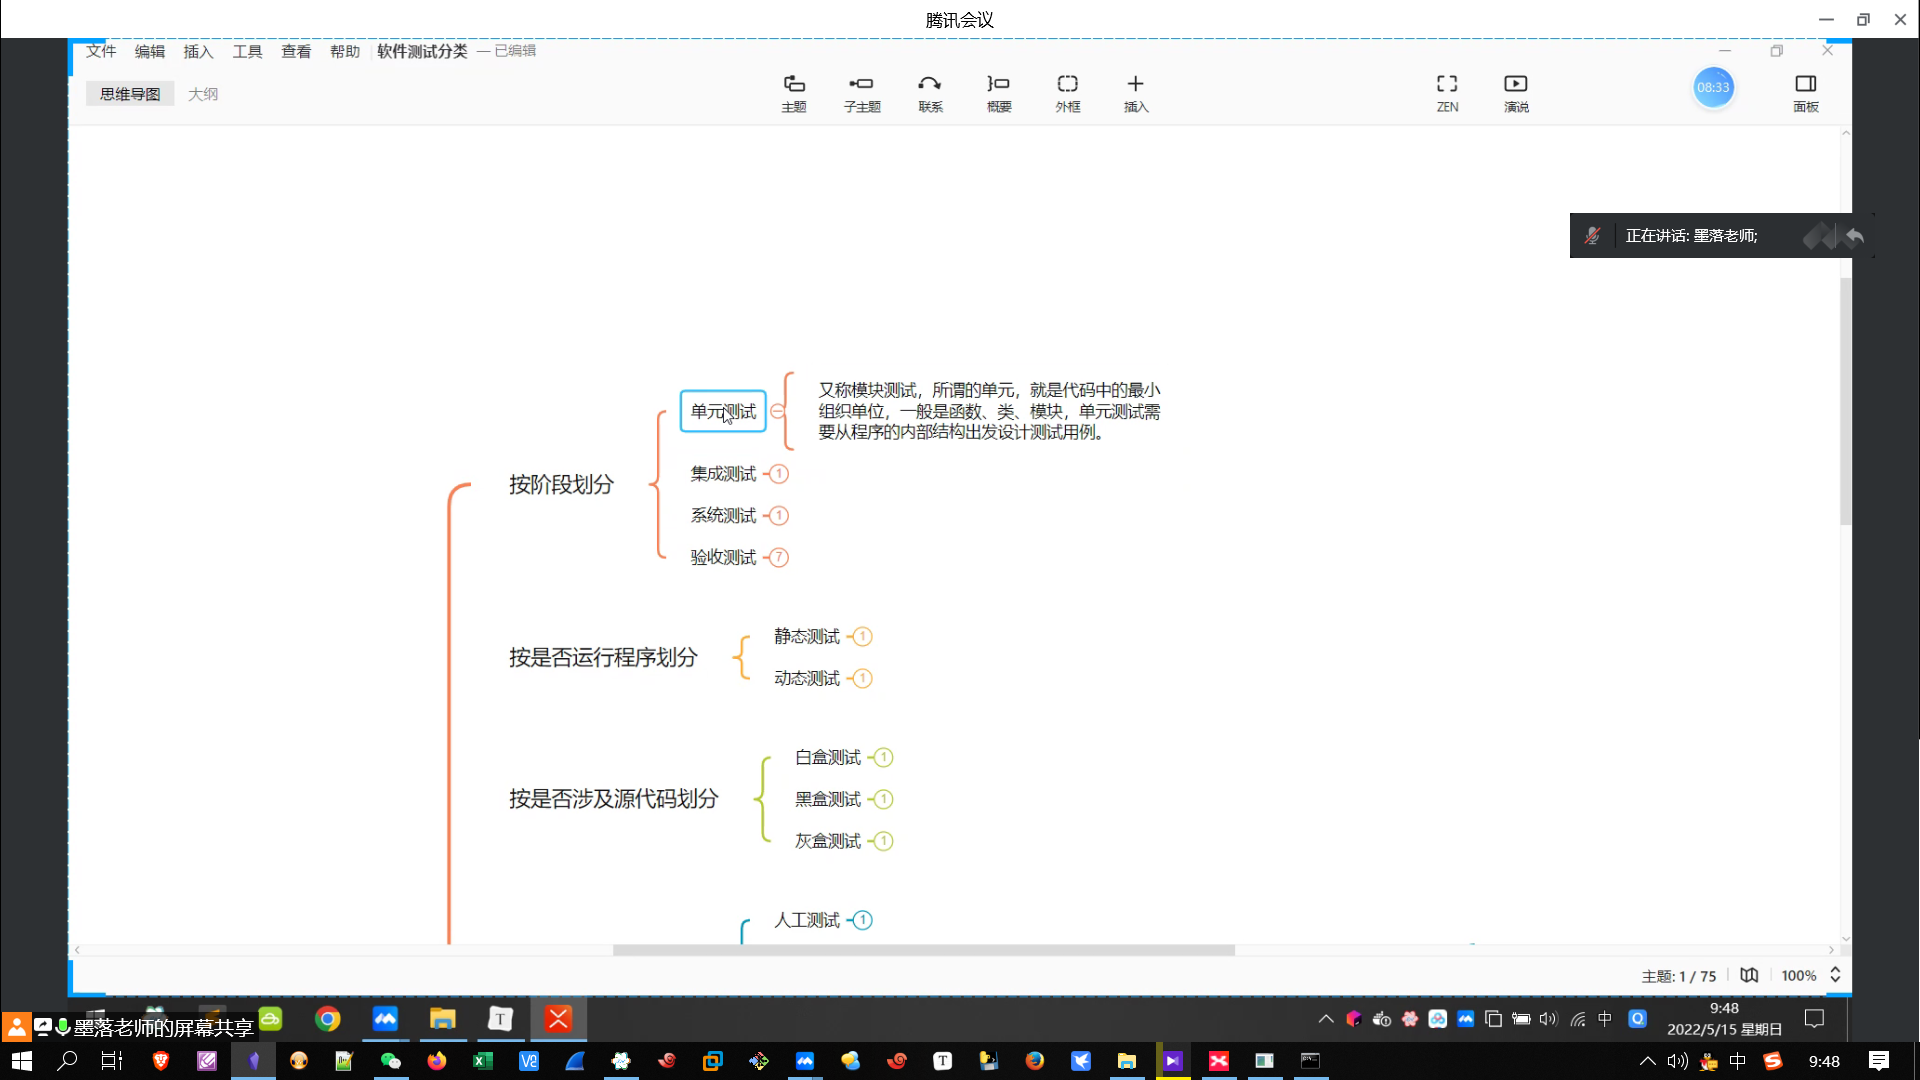 腾讯会议
文件 编辑 插入 工具 查看 帮助 软件测试分类 — 已编辑
思维导图 大纲
主题 子主题 联系 概要 外框 插入 ZEN 演说 08:33 面板
正在讲话: 墨落老师;
单元测试
又称模块测试，所谓的单元，就是代码中的最小
组织单位，一般是函数、类、模块，单元测试需
要从程序的内部结构出发设计测试用例。
按阶段划分
集成测试 1
系统测试 1
验收测试 7
按是否运行程序划分
静态测试 1
动态测试 1
按是否涉及源代码划分
白盒测试 1
黑盒测试 1
灰盒测试 1
人工测试 1
主题: 1 / 75 100%
墨落老师的屏幕共享
中
9:48
2022/5/15 星期日
中 9:48